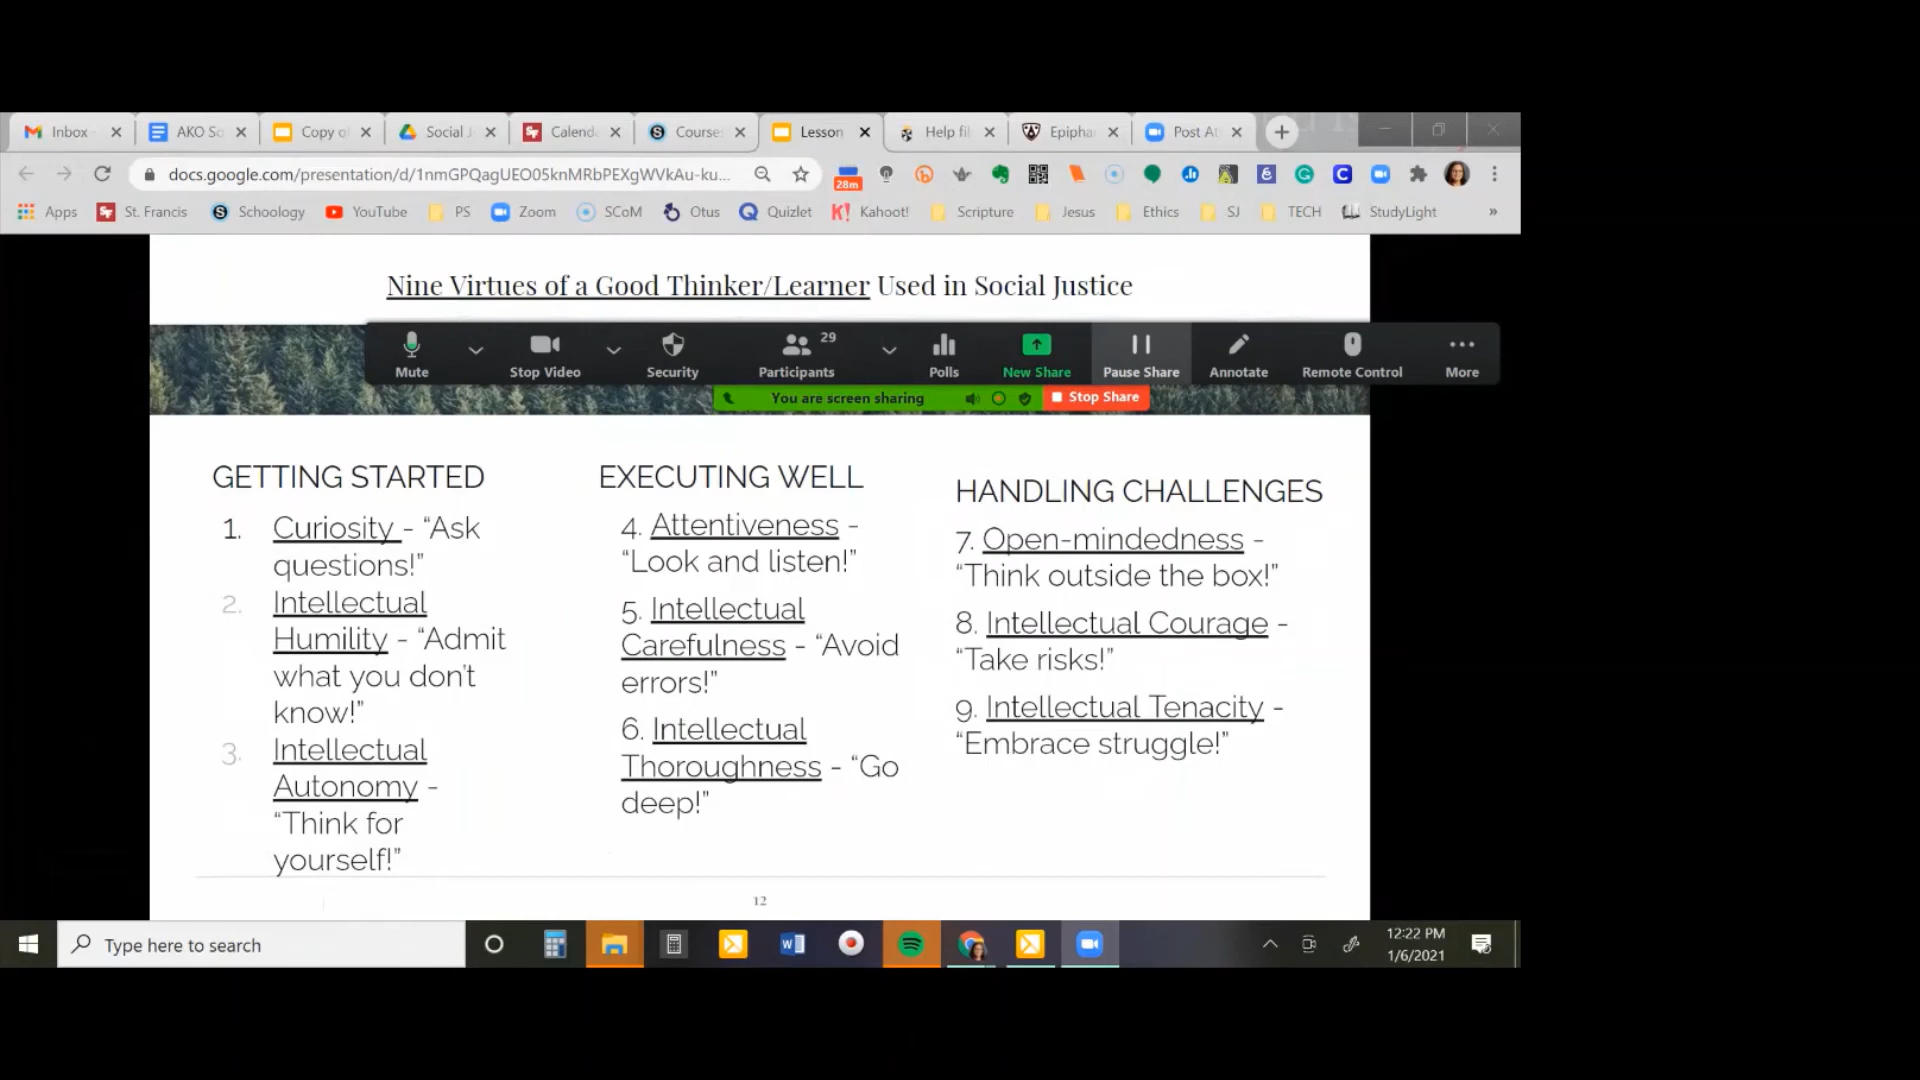 Inbox
AKO So
Copy o
Social J
Calend
Course
Lesson
Help fil
Epipha
Post At
docs.google.com/presentation/d/1nmGPQagUEO05knMRbPEXgWVkAu-ku...
28m
Apps St. Francis Schoology YouTube PS Zoom SCoM Otus Quizlet Kahoot! Scripture Jesus Ethics SJ TECH StudyLight »
Nine Virtues of a Good Thinker/Learner Used in Social Justice
29
Mute Stop Video Security Participants Polls New Share Pause Share Annotate Remote Control More
You are screen sharing Stop Share
GETTING STARTED
1. Curiosity - “Ask
questions!”
2. Intellectual
Humility - “Admit
what you don't
know!”
3. Intellectual
Autonomy -
“Think for
yourself!”
EXECUTING WELL
4. Attentiveness -
“Look and listen!”
5. Intellectual
Carefulness - “Avoid
errors!”
6. Intellectual
Thoroughness - “Go
deep!”
HANDLING CHALLENGES
7. Open-mindedness -
“Think outside the box!”
8. Intellectual Courage -
“Take risks!”
9. Intellectual Tenacity -
“Embrace struggle!”
12
Type here to search
12:22 PM
1/6/2021